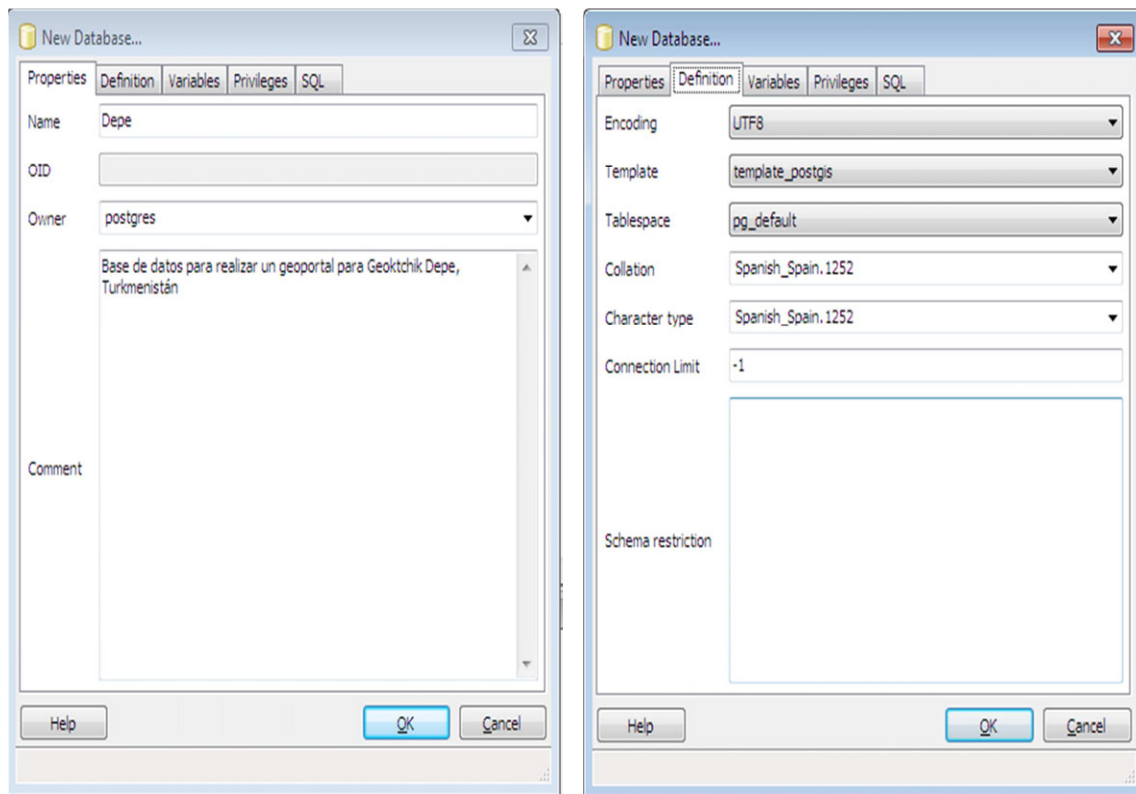 New Database...
Properties Definition Variables Privileges SQL
Name Depe
OID
Owner postgres
Base de datos para realizar un geoportal para Geoktchik Depe,
Turkmenistán
Comment
Help OK Cancel
New Database...
Properties Definition Variables Privileges SQL
Encoding UTF8
Template template_postgis
Tablespace pg_default
Collation Spanish_Spain.1252
Character type Spanish_Spain.1252
Connection Limit -1
Schema restriction
Help OK Cancel